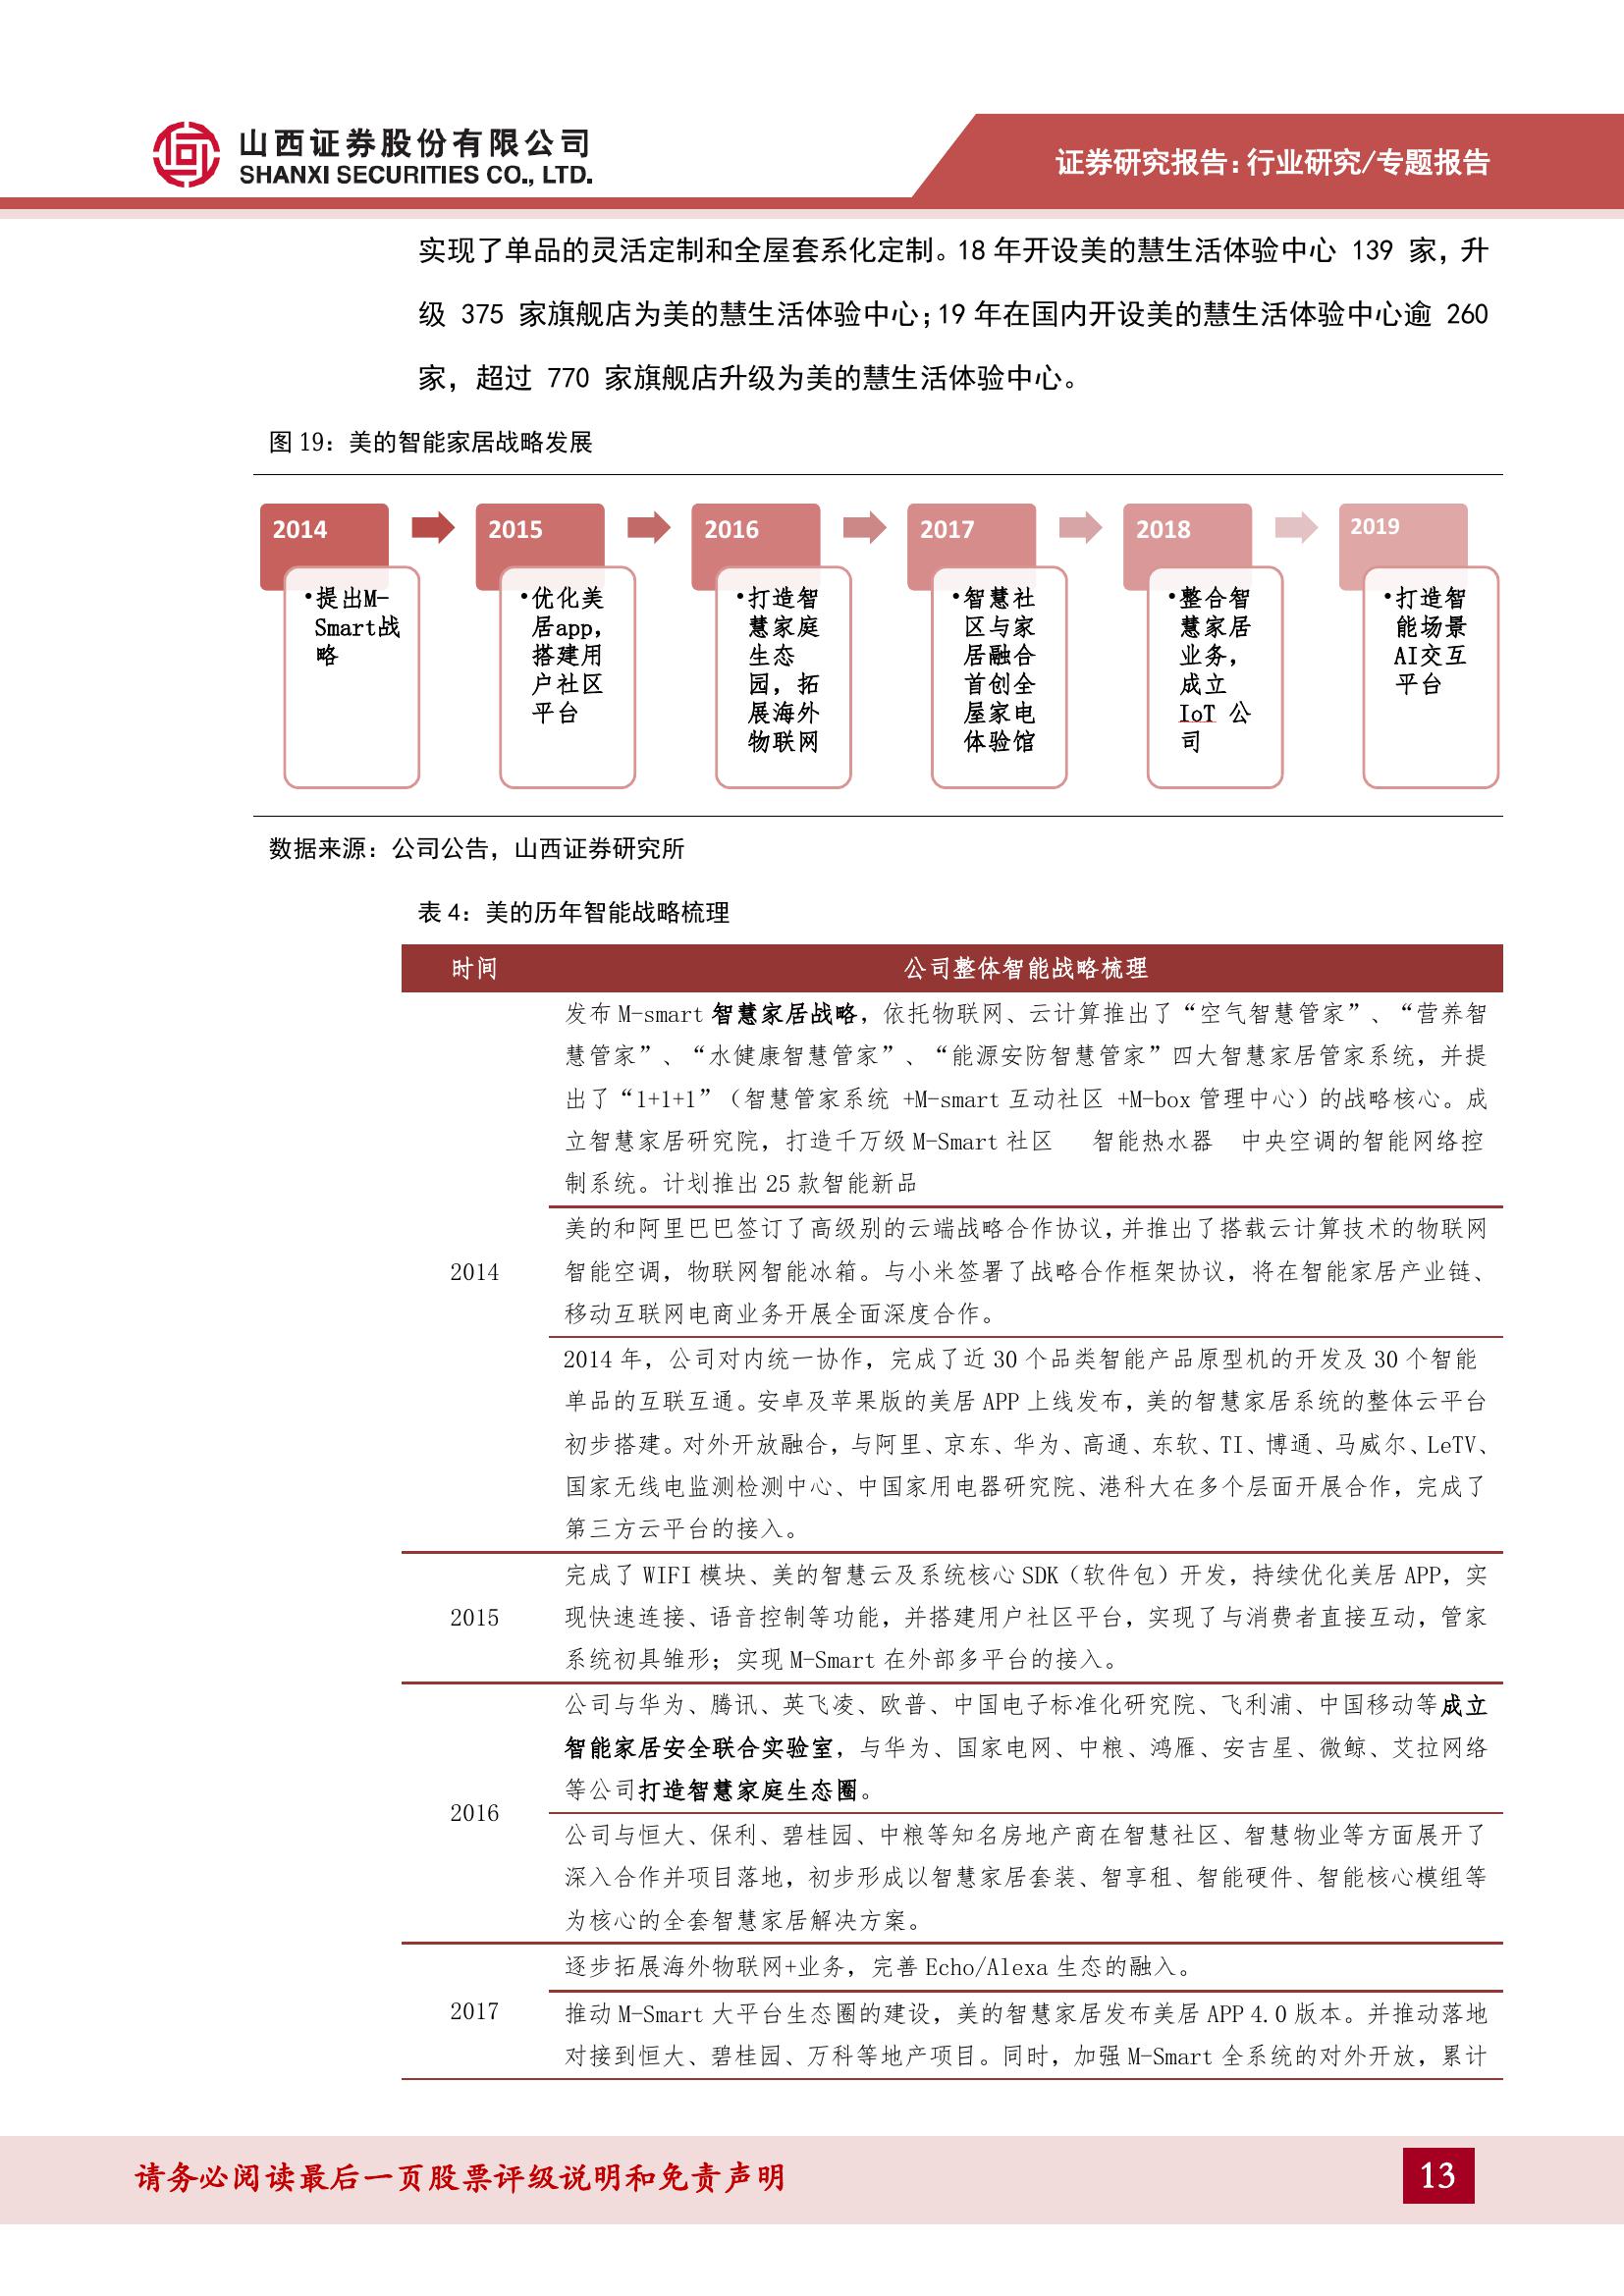 山西证券股份有限公司
SHANXI SECURITIES CO., LTD.
证券研究报告：行业研究/专题报告
实现了单品的灵活定制和全屋套系化定制。18 年开设美的慧生活体验中心 139 家，升
级 375 家旗舰店为美的慧生活体验中心；19 年在国内开设美的慧生活体验中心逾 260
家，超过 770 家旗舰店升级为美的慧生活体验中心。
图 19：美的智能家居战略发展
2014
•提出M-
Smart战
略
2015
•优化美
居app，
搭建用
户社区
平台
2016
•打造智
慧家庭
生态
园，拓
展海外
物联网
2017
•智慧社
区与家
居融合
首创全
屋家电
体验馆
2018
•整合智
慧家居
业务，
成立
IoT 公
司
2019
•打造智
能场景
AI交互
平台
数据来源：公司公告，山西证券研究所
表 4：美的历年智能战略梳理
时间 公司整体智能战略梳理
发布 M-smart 智慧家居战略，依托物联网、云计算推出了“空气智慧管家”、“营养智
慧管家”、“水健康智慧管家”、“能源安防智慧管家”四大智慧家居管家系统，并提
出了“1+1+1”（智慧管家系统 +M-smart 互动社区 +M-box 管理中心）的战略核心。成
立智慧家居研究院，打造千万级 M-Smart 社区 智能热水器 中央空调的智能网络控
制系统。计划推出 25 款智能新品
2014
美的和阿里巴巴签订了高级别的云端战略合作协议，并推出了搭载云计算技术的物联网
智能空调，物联网智能冰箱。与小米签署了战略合作框架协议，将在智能家居产业链、
移动互联网电商业务开展全面深度合作。
2014 年，公司对内统一协作，完成了近 30 个品类智能产品原型机的开发及 30 个智能
单品的互联互通。安卓及苹果版的美居 APP 上线发布，美的智慧家居系统的整体云平台
初步搭建。对外开放融合，与阿里、京东、华为、高通、东软、TI、博通、马威尔、LeTV、
国家无线电监测检测中心、中国家用电器研究院、港科大在多个层面开展合作，完成了
第三方云平台的接入。
2015
完成了 WIFI 模块、美的智慧云及系统核心 SDK（软件包）开发，持续优化美居 APP，实
现快速连接、语音控制等功能，并搭建用户社区平台，实现了与消费者直接互动，管家
系统初具雏形；实现 M-Smart 在外部多平台的接入。
2016
公司与华为、腾讯、英飞凌、欧普、中国电子标准化研究院、飞利浦、中国移动等成立
智能家居安全联合实验室，与华为、国家电网、中粮、鸿雁、安吉星、微鲸、艾拉网络
等公司打造智慧家庭生态圈。
公司与恒大、保利、碧桂园、中粮等知名房地产商在智慧社区、智慧物业等方面展开了
深入合作并项目落地，初步形成以智慧家居套装、智享租、智能硬件、智能核心模组等
为核心的全套智慧家居解决方案。
2017
逐步拓展海外物联网+业务，完善 Echo/Alexa 生态的融入。
推动 M-Smart 大平台生态圈的建设，美的智慧家居发布美居 APP 4.0 版本。并推动落地
对接到恒大、碧桂园、万科等地产项目。同时，加强 M-Smart 全系统的对外开放，累计
请务必阅读最后一页股票评级说明和免责声明
13